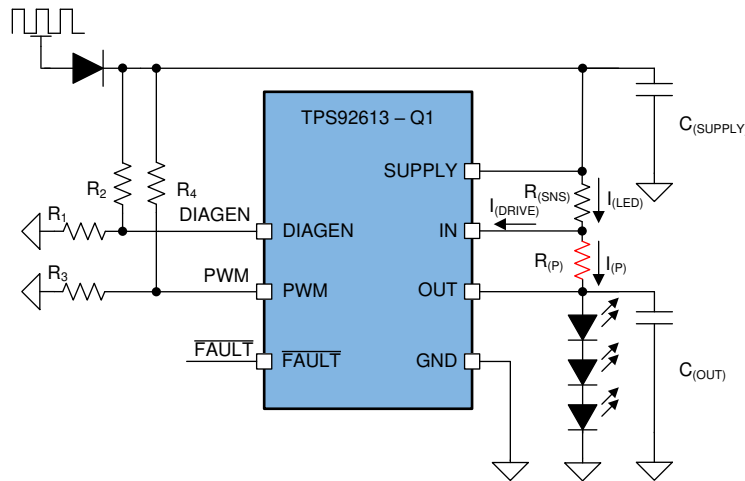 TPS92613 – Q1
C(SUPPLY)
SUPPLY
R2
R4
R(SNS)
I(LED)
R1
DIAGEN
I(DRIVE)
DIAGEN
IN
R3
PWM
R(P)
I(P)
PWM
OUT
FAULT
FAULT
GND
C(OUT)